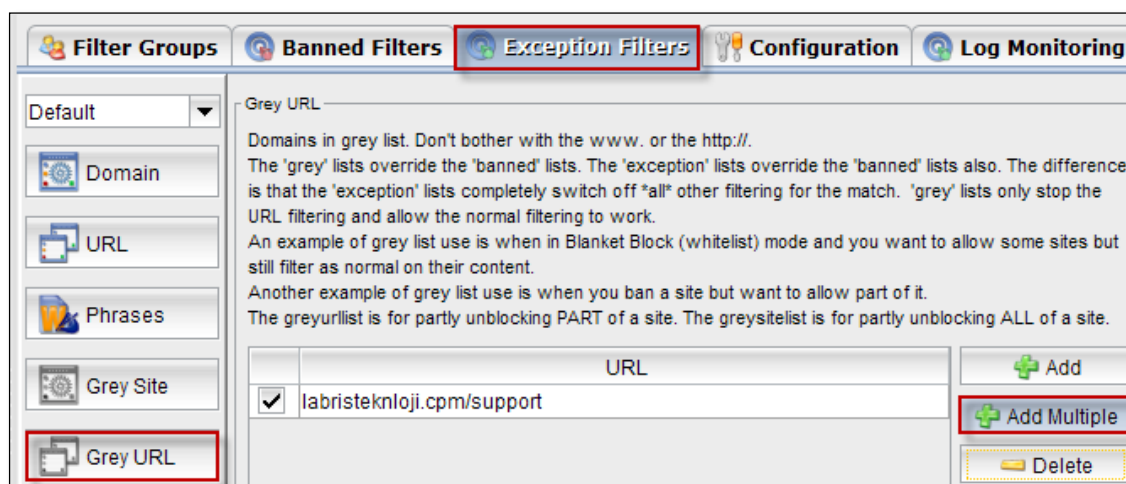 Filter Groups Banned Filters Exception Filters Configuration Log Monitoring
Default
Domain
URL
Phrases
Grey Site
Grey URL
Grey URL
Domains in grey list. Don't bother with the www. or the http://.
The 'grey' lists override the 'banned' lists. The 'exception' lists override the 'banned' lists also. The difference
is that the 'exception' lists completely switch off *all* other filtering for the match. 'grey' lists only stop the
URL filtering and allow the normal filtering to work.
An example of grey list use is when in Blanket Block (whitelist) mode and you want to allow some sites but
still filter as normal on their content.
Another example of grey list use is when you ban a site but want to allow part of it.
The greyurllist is for partly unblocking PART of a site. The greysitelist is for partly unblocking ALL of a site.
URL
labristeknloji.cpm/support
Add
Add Multiple
Delete